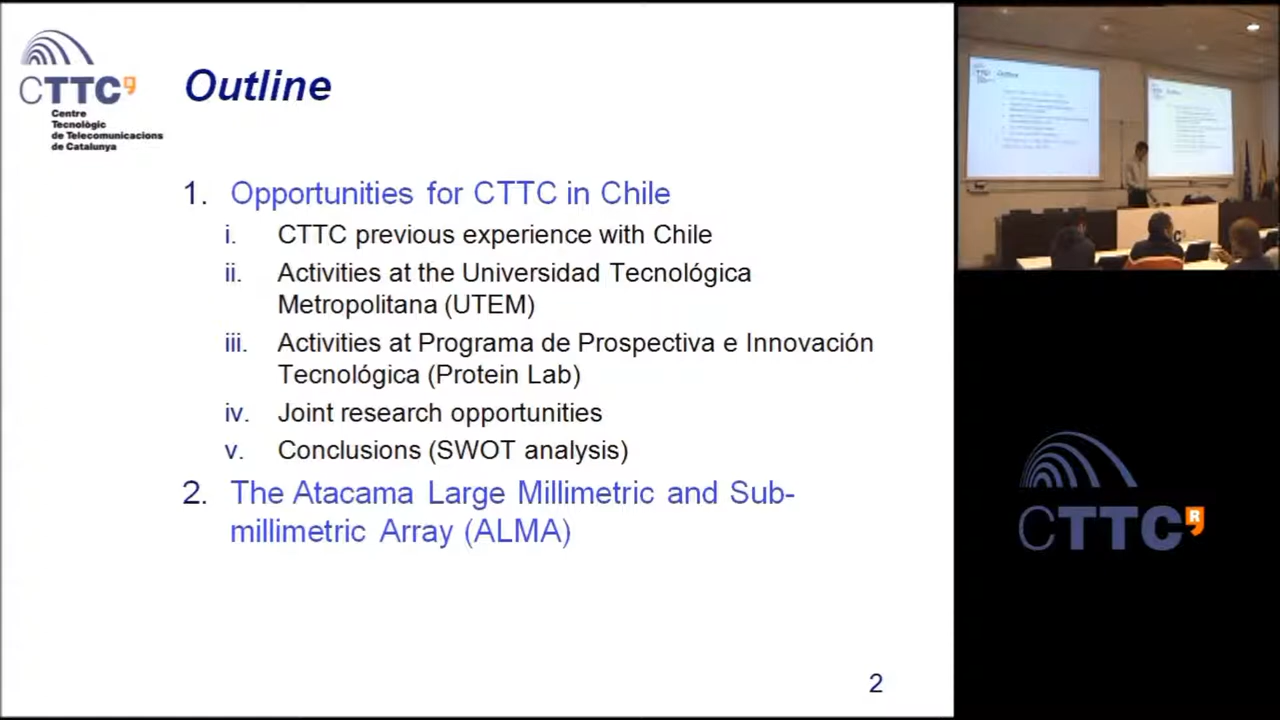 CTTC
Centre
Tecnològic
de Telecomunicacions
de Catalunya
Outline
1. Opportunities for CTTC in Chile
i. CTTC previous experience with Chile
ii. Activities at the Universidad Tecnológica
Metropolitana (UTEM)
iii. Activities at Programa de Prospectiva e Innovación
Tecnológica (Protein Lab)
iv. Joint research opportunities
v. Conclusions (SWOT analysis)
2. The Atacama Large Millimetric and Sub-
millimetric Array (ALMA)
2
Outline
CTTC R